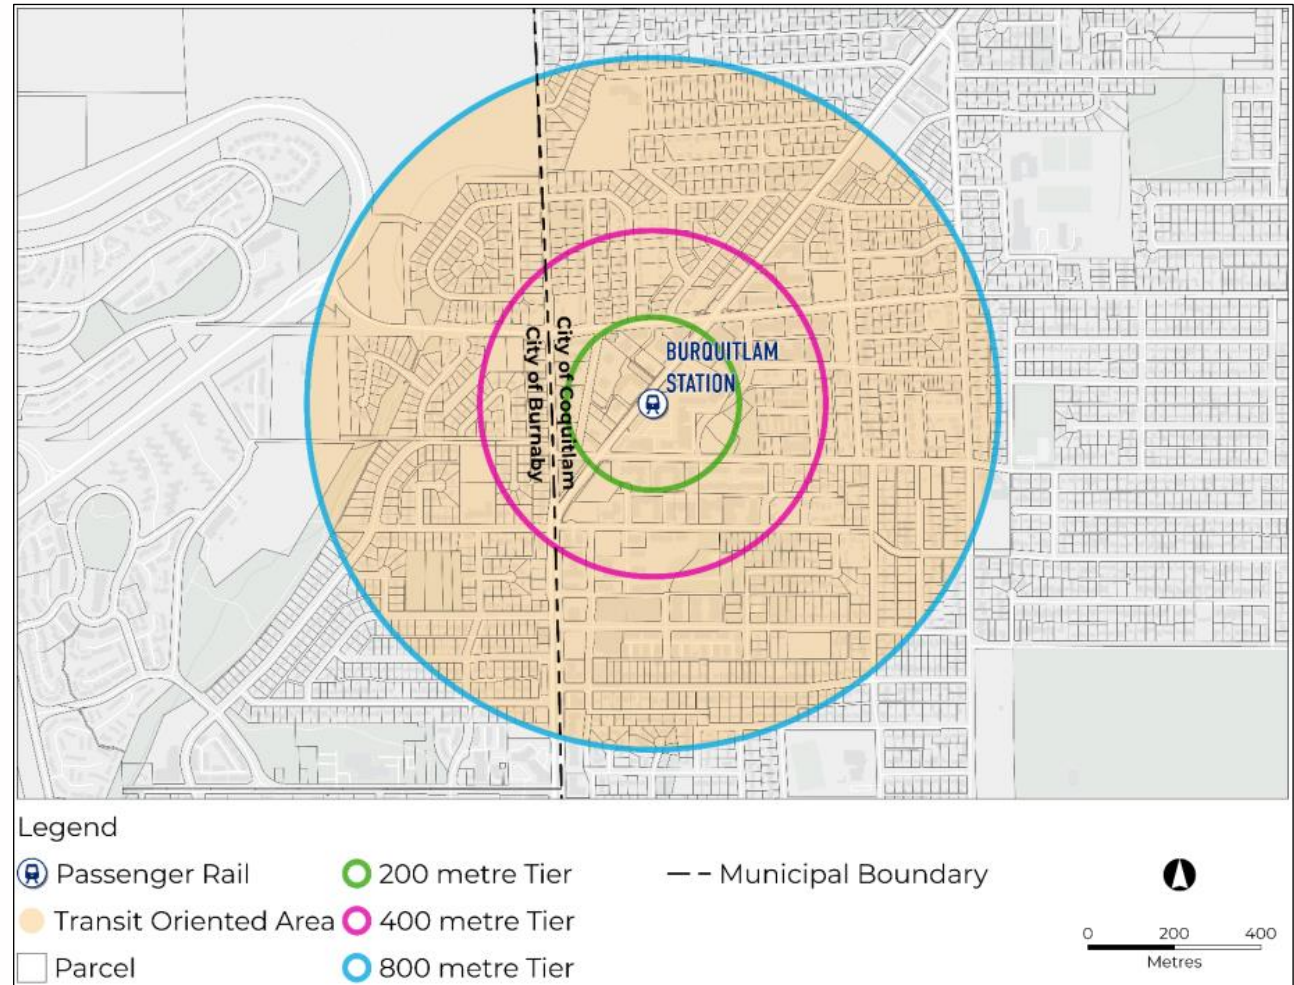 BURQUITLAM
STATION
City of Coquitlam
City of Burnaby
Legend
Passenger Rail
200 metre Tier
Municipal Boundary
Transit Oriented Area
400 metre Tier
Parcel
800 metre Tier
0 200 400
Metres